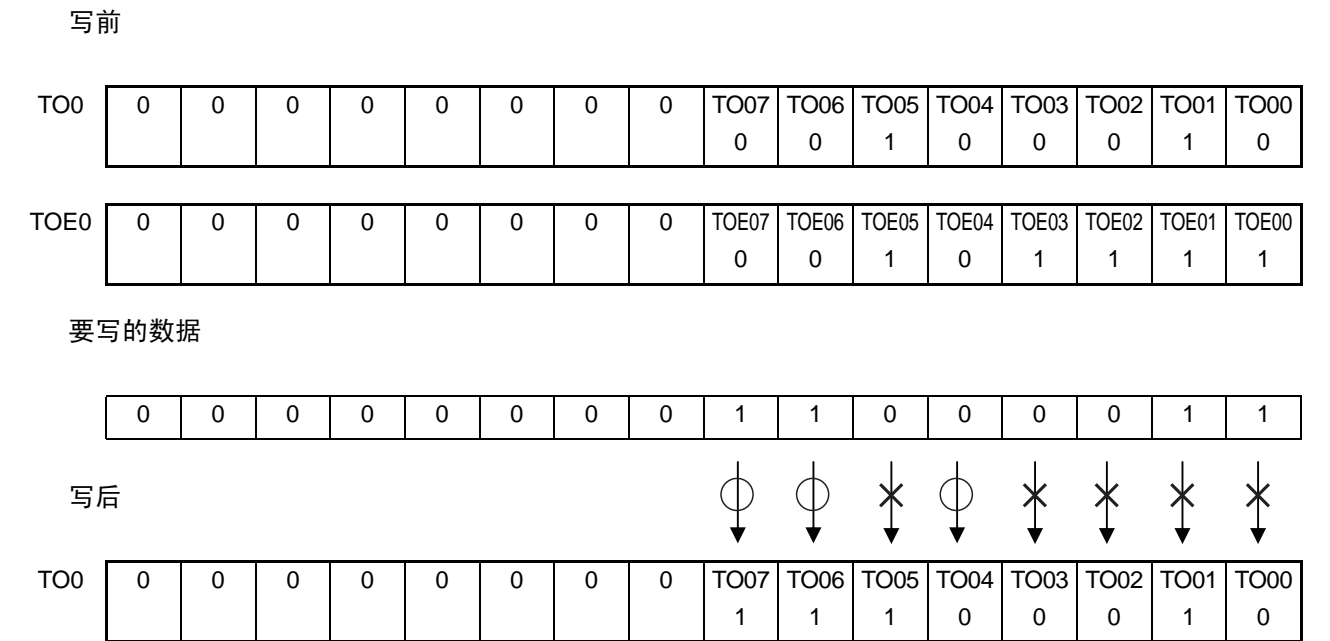 写前
TO0 0 0 0 0 0 0 0 0 TO07 TO06 TO05 TO04 TO03 TO02 TO01 TO00
0 0 1 0 0 0 1 0
TOE0 0 0 0 0 0 0 0 0 TOE07 TOE06 TOE05 TOE04 TOE03 TOE02 TOE01 TOE00
0 0 1 0 1 1 1 1
要写的数据
0 0 0 0 0 0 0 0 1 1 0 0 0 0 1 1
写后
TO0 0 0 0 0 0 0 0 0 TO07 TO06 TO05 TO04 TO03 TO02 TO01 TO00
1 1 1 0 0 0 1 0